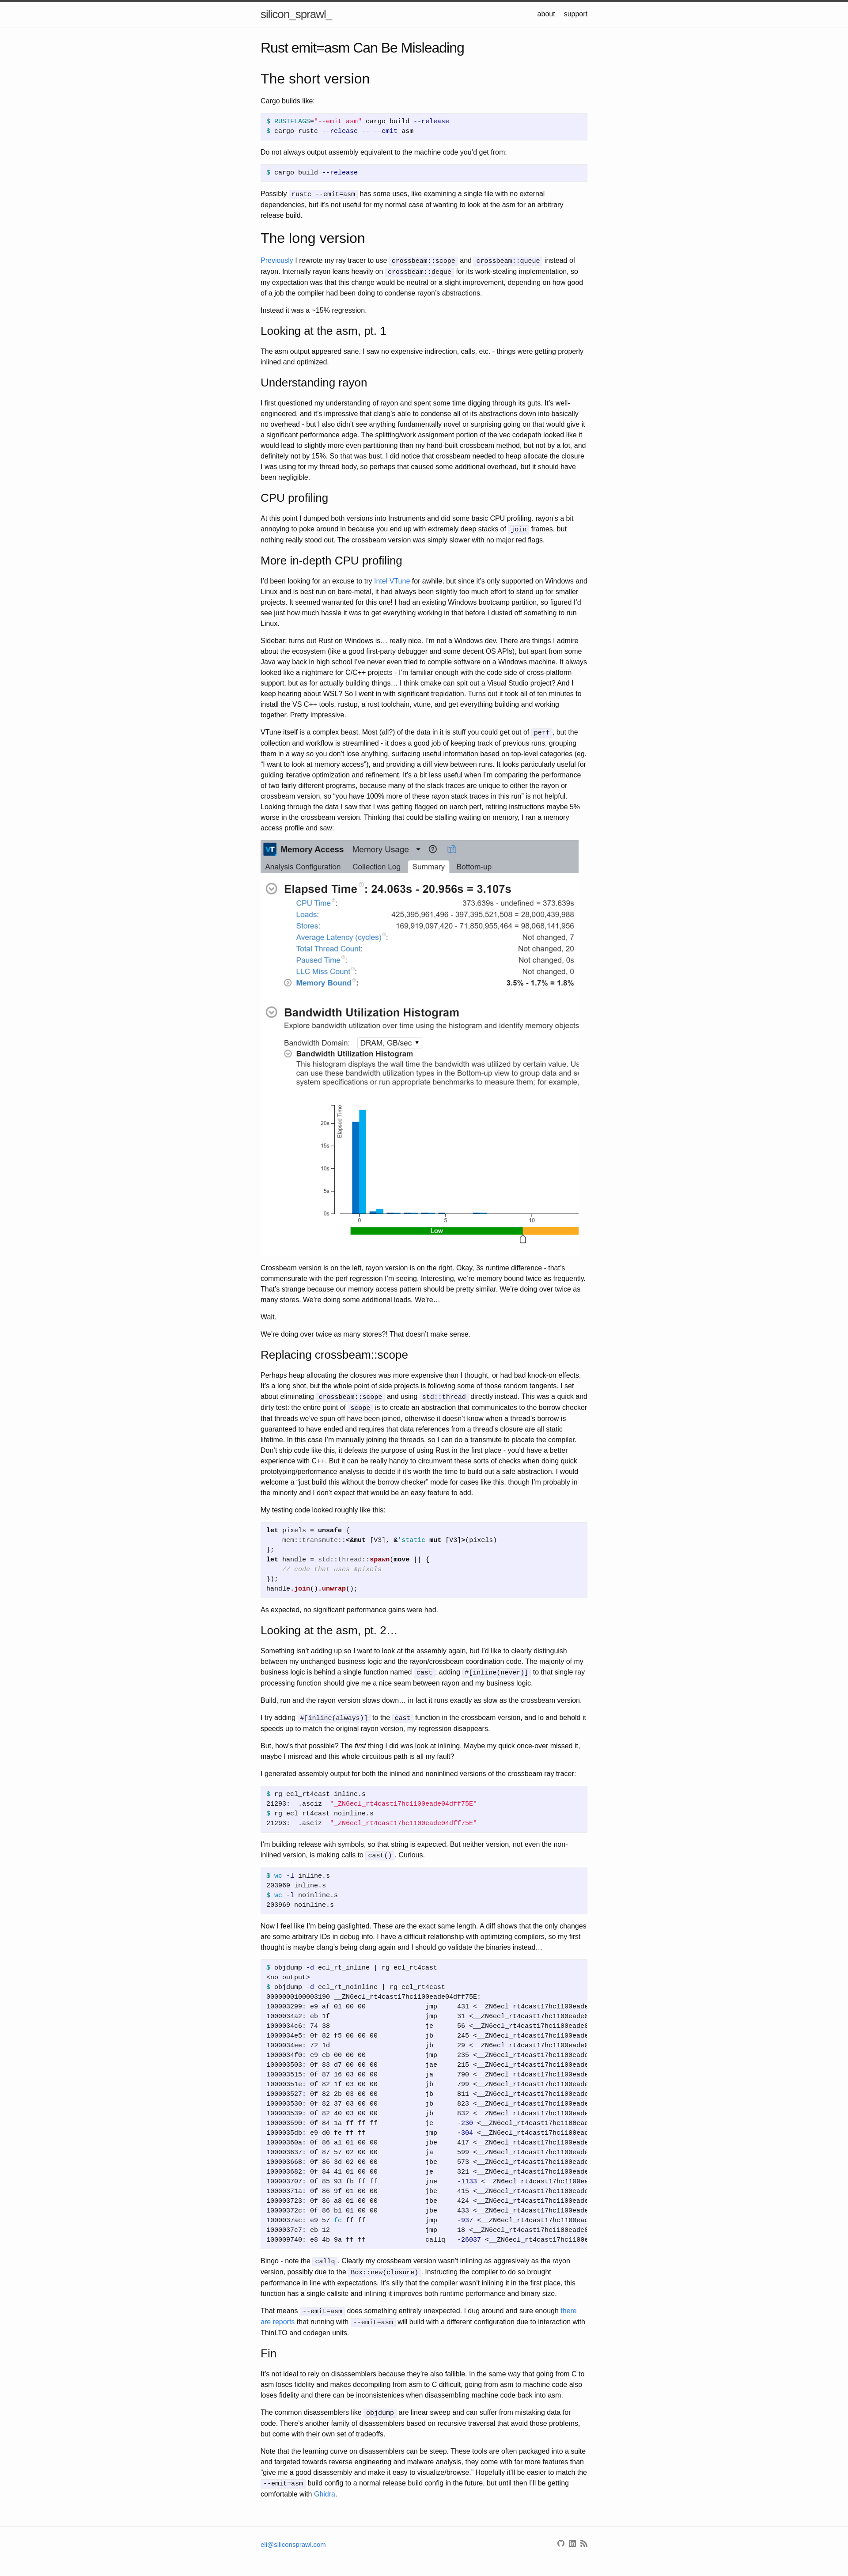 silicon_sprawl_
about support
Rust emit=asm Can Be Misleading
The short version
Cargo builds like:
$ RUSTFLAGS="--emit asm" cargo build --release
$ cargo rustc --release -- --emit asm
Do not always output assembly equivalent to the machine code you'd get from:
$ cargo build --release
Possibly rustc --emit=asm has some uses, like examining a single file with no external
dependencies, but it's not useful for my normal case of wanting to look at the asm for an arbitrary
release build.
The long version
Previously I rewrote my ray tracer to use crossbeam::scope and crossbeam::queue instead of
rayon. Internally rayon leans heavily on crossbeam::deque for its work-stealing implementation, so
my expectation was that this change would be neutral or a slight improvement, depending on how good
of a job the compiler had been doing to condense rayon's abstractions.
Instead it was a ~15% regression.
Looking at the asm, pt. 1
The asm output appeared sane. I saw no expensive indirection, calls, etc. - things were getting properly
inlined and optimized.
Understanding rayon
I first questioned my understanding of rayon and spent some time digging through its guts. It's well-
engineered, and it's impressive that clang's able to condense all of its abstractions down into basically
no overhead - but I also didn't see anything fundamentally novel or surprising going on that would give it
a significant performance edge. The splitting/work assignment portion of the vec codepath looked like it
would lead to slightly more even partitioning than my hand-built crossbeam method, but not by a lot, and
definitely not by 15%. So that was bust. I did notice that crossbeam needed to heap allocate the closure
I was using for my thread body, so perhaps that caused some additional overhead, but it should have
been negligible.
CPU profiling
At this point I dumped both versions into Instruments and did some basic CPU profiling. rayon's a bit
annoying to poke around in because you end up with extremely deep stacks of join frames, but
nothing really stood out. The crossbeam version was simply slower with no major red flags.
More in-depth CPU profiling
I'd been looking for an excuse to try Intel VTune for awhile, but since it's only supported on Windows and
Linux and is best run on bare-metal, it had always been slightly too much effort to stand up for smaller
projects. It seemed warranted for this one! I had an existing Windows bootcamp partition, so figured I'd
see just how much hassle it was to get everything working in that before I dusted off something to run
Linux.
Sidebar: turns out Rust on Windows is… really nice. I'm not a Windows dev. There are things I admire
about the ecosystem (like a good first-party debugger and some decent OS APIs), but apart from some
Java way back in high school I've never even tried to compile software on a Windows machine. It always
looked like a nightmare for C/C++ projects - I'm familiar enough with the code side of cross-platform
support, but as for actually building things… I think cmake can spit out a Visual Studio project? And I
keep hearing about WSL? So I went in with significant trepidation. Turns out it took all of ten minutes to
install the VS C++ tools, rustup, a rust toolchain, vtune, and get everything building and working
together. Pretty impressive.
VTune itself is a complex beast. Most (all?) of the data in it is stuff you could get out of perf, but the
collection and workflow is streamlined - it does a good job of keeping track of previous runs, grouping
them in a way so you don't lose anything, surfacing useful information based on top-level categories (eg.
“I want to look at memory access”), and providing a diff view between runs. It looks particularly useful for
guiding iterative optimization and refinement. It's a bit less useful when I'm comparing the performance
of two fairly different programs, because many of the stack traces are unique to either the rayon or
crossbeam version, so “you have 100% more of these rayon stack traces in this run” is not helpful.
Looking through the data I saw that I was getting flagged on uarch perf, retiring instructions maybe 5%
worse in the crossbeam version. Thinking that could be stalling waiting on memory, I ran a memory
access profile and saw:
VT Memory Access Memory Usage
Analysis Configuration Collection Log Summary Bottom-up
Elapsed Time: 24.063s - 20.956s = 3.107s
CPU Time: 373.639s - undefined = 373.639s
Loads: 425,395,961,496 - 397,395,521,508 = 28,000,439,988
Stores: 169,919,097,420 - 71,850,955,464 = 98,068,141,956
Average Latency (cycles): Not changed, 7
Total Thread Count: Not changed, 20
Paused Time: Not changed, 0s
LLC Miss Count: Not changed, 0
Memory Bound: 3.5% - 1.7% = 1.8%
Bandwidth Utilization Histogram
Explore bandwidth utilization over time using the histogram and identify memory objects
Bandwidth Domain: DRAM, GB/sec
Bandwidth Utilization Histogram
This histogram displays the wall time the bandwidth was utilized by certain value. Us
can use these bandwidth utilization types in the Bottom-up view to group data and se
system specifications or run appropriate benchmarks to measure them; for example,
Elapsed Time
20s
15s
10s
5s
0s
0 5 10
Low
Crossbeam version is on the left, rayon version is on the right. Okay, 3s runtime difference - that's
commensurate with the perf regression I'm seeing. Interesting, we're memory bound twice as frequently.
That's strange because our memory access pattern should be pretty similar. We're doing over twice as
many stores. We're doing some additional loads. We're…
Wait.
We're doing over twice as many stores?! That doesn't make sense.
Replacing crossbeam::scope
Perhaps heap allocating the closures was more expensive than I thought, or had bad knock-on effects.
It's a long shot, but the whole point of side projects is following some of those random tangents. I set
about eliminating crossbeam::scope and using std::thread directly instead. This was a quick and
dirty test: the entire point of scope is to create an abstraction that communicates to the borrow checker
that threads we've spun off have been joined, otherwise it doesn't know when a thread's borrow is
guaranteed to have ended and requires that data references from a thread's closure are all static
lifetime. In this case I'm manually joining the threads, so I can do a transmute to placate the compiler.
Don't ship code like this, it defeats the purpose of using Rust in the first place - you'd have a better
experience with C++. But it can be really handy to circumvent these sorts of checks when doing quick
prototyping/performance analysis to decide if it's worth the time to build out a safe abstraction. I would
welcome a “just build this without the borrow checker” mode for cases like this, though I'm probably in
the minority and I don't expect that would be an easy feature to add.
My testing code looked roughly like this:
let pixels = unsafe {
mem::transmute::<&mut [V3], &'static mut [V3]>(pixels)
};
let handle = std::thread::spawn(move || {
// code that uses &pixels
});
handle.join().unwrap();
As expected, no significant performance gains were had.
Looking at the asm, pt. 2…
Something isn't adding up so I want to look at the assembly again, but I'd like to clearly distinguish
between my unchanged business logic and the rayon/crossbeam coordination code. The majority of my
business logic is behind a single function named cast; adding #[inline(never)] to that single ray
processing function should give me a nice seam between rayon and my business logic.
Build, run and the rayon version slows down… in fact it runs exactly as slow as the crossbeam version.
I try adding #[inline(always)] to the cast function in the crossbeam version, and lo and behold it
speeds up to match the original rayon version, my regression disappears.
But, how's that possible? The first thing I did was look at inlining. Maybe my quick once-over missed it,
maybe I misread and this whole circuitous path is all my fault?
I generated assembly output for both the inlined and noninlined versions of the crossbeam ray tracer:
$ rg ecl_rt4cast inline.s
21293: .asciz "_ZN6ecl_rt4cast17hc1100eade04dff75E"
$ rg ecl_rt4cast noinline.s
21293: .asciz "_ZN6ecl_rt4cast17hc1100eade04dff75E"
I'm building release with symbols, so that string is expected. But neither version, not even the non-
inlined version, is making calls to cast(). Curious.
$ wc -l inline.s
203969 inline.s
$ wc -l noinline.s
203969 noinline.s
Now I feel like I'm being gaslighted. These are the exact same length. A diff shows that the only changes
are some arbitrary IDs in debug info. I have a difficult relationship with optimizing compilers, so my first
thought is maybe clang's being clang again and I should go validate the binaries instead…
$ objdump -d ecl_rt_inline | rg ecl_rt4cast
<no output>
$ objdump -d ecl_rt_noinline | rg ecl_rt4cast
0000000100003190 __ZN6ecl_rt4cast17hc1100eade04dff75E:
100003299: e9 af 01 00 00 jmp 431 <__ZN6ecl_rt4cast17hc1100eade
1000034a2: eb 1f jmp 31 <__ZN6ecl_rt4cast17hc1100eade0
1000034c6: 74 38 je 56 <__ZN6ecl_rt4cast17hc1100eade0
1000034e5: 0f 82 f5 00 00 00 jb 245 <__ZN6ecl_rt4cast17hc1100eade
1000034ee: 72 1d jb 29 <__ZN6ecl_rt4cast17hc1100eade0
1000034f0: e9 eb 00 00 00 jmp 235 <__ZN6ecl_rt4cast17hc1100eade
100003503: 0f 83 d7 00 00 00 jae 215 <__ZN6ecl_rt4cast17hc1100eade
100003515: 0f 87 16 03 00 00 ja 790 <__ZN6ecl_rt4cast17hc1100eade
10000351e: 0f 82 1f 03 00 00 jb 799 <__ZN6ecl_rt4cast17hc1100eade
100003527: 0f 82 2b 03 00 00 jb 811 <__ZN6ecl_rt4cast17hc1100eade
100003530: 0f 82 37 03 00 00 jb 823 <__ZN6ecl_rt4cast17hc1100eade
100003539: 0f 82 40 03 00 00 jb 832 <__ZN6ecl_rt4cast17hc1100eade
100003590: 0f 84 1a ff ff ff je -230 <__ZN6ecl_rt4cast17hc1100ead
1000035db: e9 d0 fe ff ff jmp -304 <__ZN6ecl_rt4cast17hc1100ead
10000360a: 0f 86 a1 01 00 00 jbe 417 <__ZN6ecl_rt4cast17hc1100eade
100003637: 0f 87 57 02 00 00 ja 599 <__ZN6ecl_rt4cast17hc1100eade
100003668: 0f 86 3d 02 00 00 jbe 573 <__ZN6ecl_rt4cast17hc1100eade
100003682: 0f 84 41 01 00 00 je 321 <__ZN6ecl_rt4cast17hc1100eade
100003707: 0f 85 93 fb ff ff jne -1133 <__ZN6ecl_rt4cast17hc1100ea
10000371a: 0f 86 9f 01 00 00 jbe 415 <__ZN6ecl_rt4cast17hc1100eade
100003723: 0f 86 a8 01 00 00 jbe 424 <__ZN6ecl_rt4cast17hc1100eade
10000372c: 0f 86 b1 01 00 00 jbe 433 <__ZN6ecl_rt4cast17hc1100eade
1000037ac: e9 57 fc ff ff jmp -937 <__ZN6ecl_rt4cast17hc1100ead
1000037c7: eb 12 jmp 18 <__ZN6ecl_rt4cast17hc1100eade0
100009740: e8 4b 9a ff ff callq -26037 <__ZN6ecl_rt4cast17hc1100e
Bingo - note the callq. Clearly my crossbeam version wasn't inlining as aggresively as the rayon
version, possibly due to the Box::new(closure). Instructing the compiler to do so brought
performance in line with expectations. It's silly that the compiler wasn't inlining it in the first place, this
function has a single callsite and inlining it improves both runtime performance and binary size.
That means --emit=asm does something entirely unexpected. I dug around and sure enough there
are reports that running with --emit=asm will build with a different configuration due to interaction with
ThinLTO and codegen units.
Fin
It's not ideal to rely on disassemblers because they're also fallible. In the same way that going from C to
asm loses fidelity and makes decompiling from asm to C difficult, going from asm to machine code also
loses fidelity and there can be inconsistenices when disassembling machine code back into asm.
The common disassemblers like objdump are linear sweep and can suffer from mistaking data for
code. There's another family of disassemblers based on recursive traversal that avoid those problems,
but come with their own set of tradeoffs.
Note that the learning curve on disassemblers can be steep. These tools are often packaged into a suite
and targeted towards reverse engineering and malware analysis, they come with far more features than
“give me a good disassembly and make it easy to visualize/browse.” Hopefully it'll be easier to match the
--emit=asm build config to a normal release build config in the future, but until then I'll be getting
comfortable with Ghidra.
eli@siliconsprawl.com